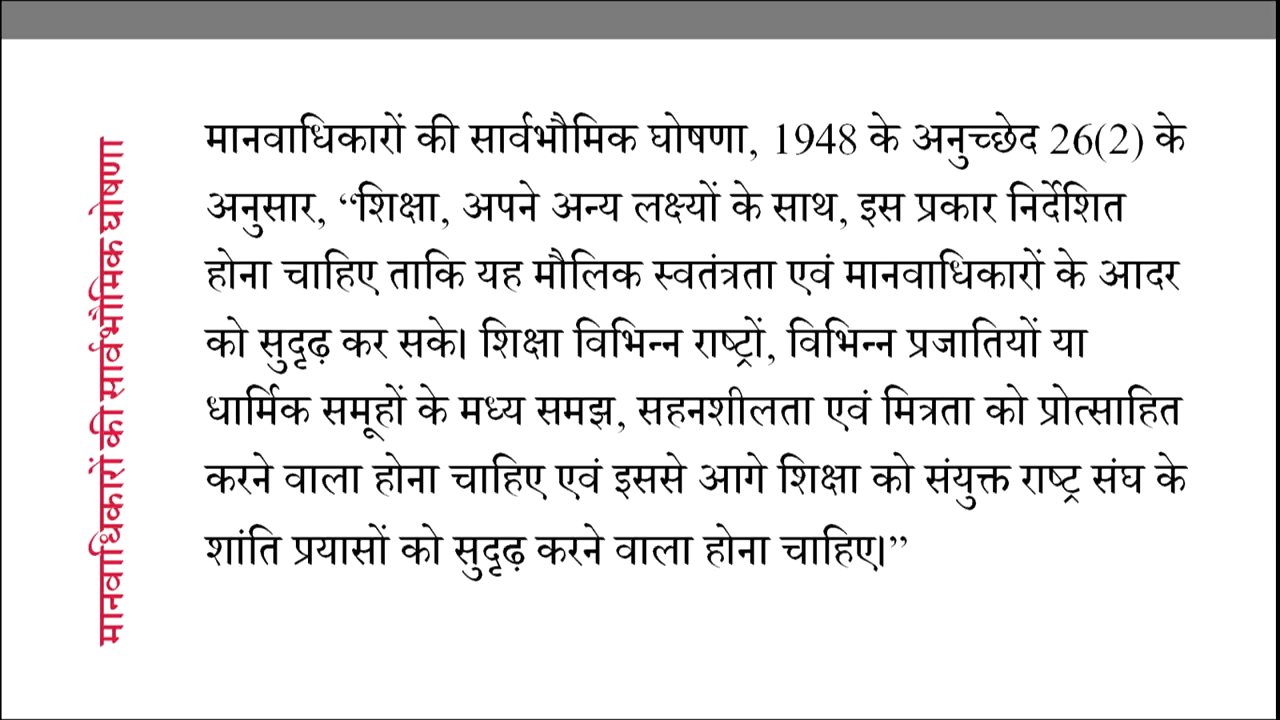 मानवाधिकारों की सार्वभौमिक घोषणा
मानवाधिकारों की सार्वभौमिक घोषणा, 1948 के अनुच्छेद 26(2) के
अनुसार, “शिक्षा, अपने अन्य लक्ष्यों के साथ, इस प्रकार निर्देशित
होना चाहिए ताकि यह मौलिक स्वतंत्रता एवं मानवाधिकारों के आदर
को सुदृढ़ कर सके। शिक्षा विभिन्न राष्ट्रों, विभिन्न प्रजातियों या
धार्मिक समूहों के मध्य समझ, सहनशीलता एवं मित्रता को प्रोत्साहित
करने वाला होना चाहिए एवं इससे आगे शिक्षा को संयुक्त राष्ट्र संघ के
शांति प्रयासों को सुदृढ़ करने वाला होना चाहिए।”